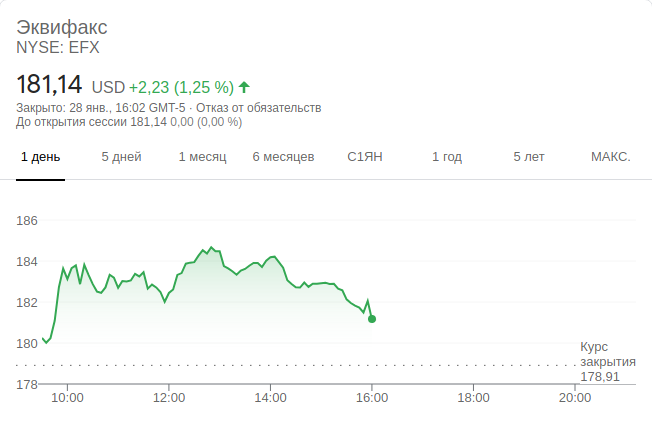 Эквифакс
NYSE: EFX
181,14 USD +2,23 (1,25 %)
Закрыто: 28 янв., 16:02 GMT-5 · Отказ от обязательств
До открытия сессии 181,14 0,00 (0,00 %)
1 день 5 дней 1 месяц 6 месяцев С1ЯН 1 год 5 лет МАКС.
186
184
182
180
Курс
закрытия
178,91
178
10:00 12:00 14:00 16:00 18:00 20:00